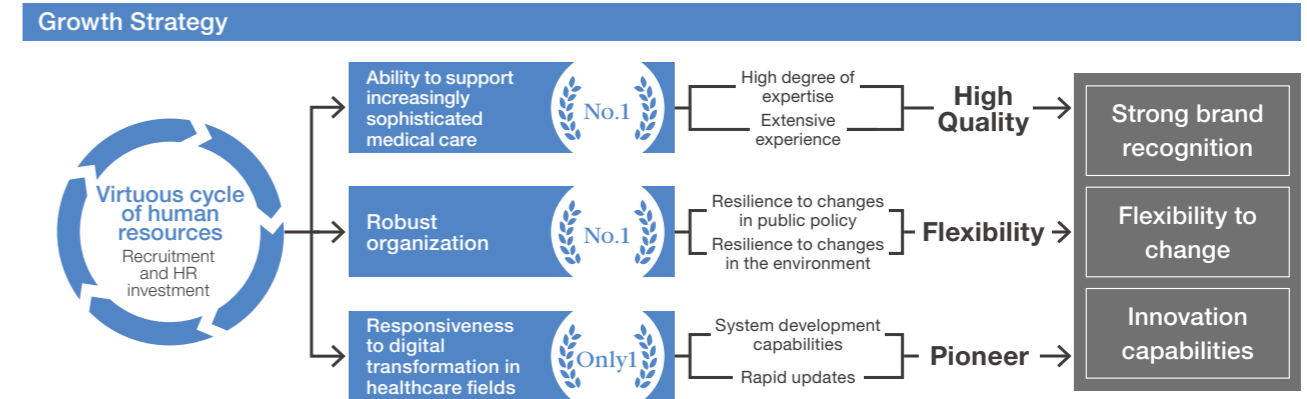 Growth Strategy
Virtuous cycle
of human
resources
Recruitment
and HR
investment
Ability to support
increasingly
sophisticated
medical care
No.1
High degree of
expertise
Extensive
experience
High
Quality
Robust
organization
No.1
Resilience to changes
in public policy
Resilience to changes
in the environment
Flexibility
Responsiveness
to digital
transformation in
healthcare fields
Only1
System development
capabilities
Rapid updates
Pioneer
Strong brand
recognition
Flexibility to
change
Innovation
capabilities